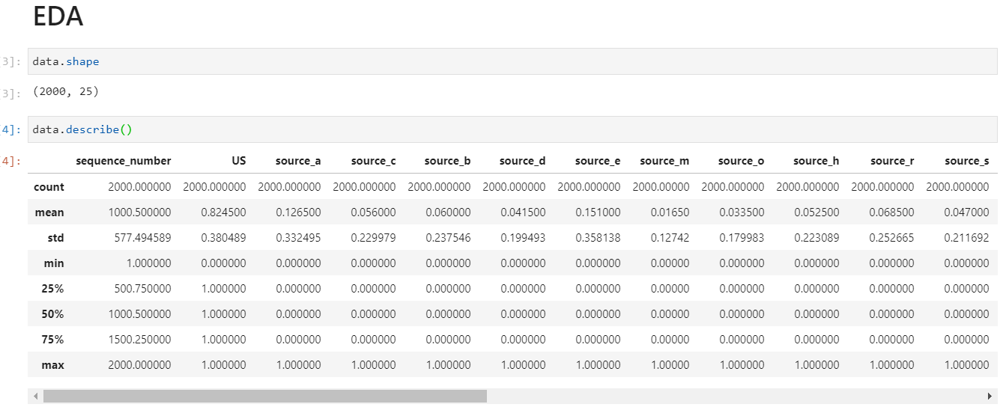 EDA
3]: data.shape
3]: (2000, 25)
4]: data.describe()
4]: sequence_number US source_a source_c source_b source_d source_e source_m source_o source_h source_r source_s
count 2000.000000 2000.000000 2000.000000 2000.000000 2000.000000 2000.000000 2000.000000 2000.00000 2000.000000 2000.000000 2000.000000 2000.000000
mean 1000.500000 0.824500 0.126500 0.056000 0.060000 0.041500 0.151000 0.01650 0.033500 0.052500 0.068500 0.047000
std 577.494589 0.380489 0.332495 0.229979 0.237546 0.199493 0.358138 0.12742 0.179983 0.223089 0.252665 0.211692
min 1.000000 0.000000 0.000000 0.000000 0.000000 0.000000 0.000000 0.00000 0.000000 0.000000 0.000000 0.000000
25% 500.750000 1.000000 0.000000 0.000000 0.000000 0.000000 0.000000 0.00000 0.000000 0.000000 0.000000 0.000000
50% 1000.500000 1.000000 0.000000 0.000000 0.000000 0.000000 0.000000 0.00000 0.000000 0.000000 0.000000 0.000000
75% 1500.250000 1.000000 0.000000 0.000000 0.000000 0.000000 0.000000 0.00000 0.000000 0.000000 0.000000 0.000000
max 2000.000000 1.000000 1.000000 1.000000 1.000000 1.000000 1.000000 1.00000 1.000000 1.000000 1.000000 1.000000